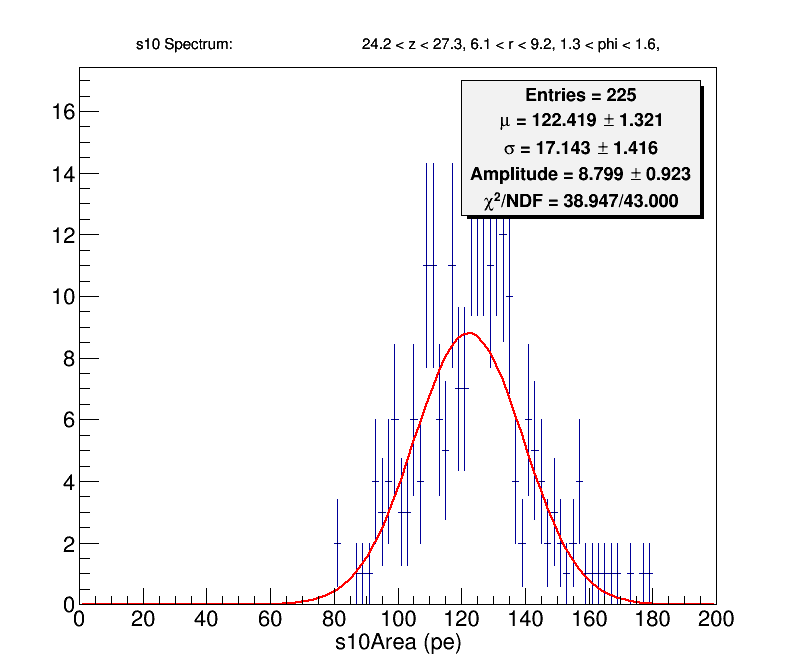 s10 Spectrum: 24.2 < z < 27.3, 6.1 < r < 9.2, 1.3 < phi < 1.6,
Entries = 225
μ = 122.419 ± 1.321
σ = 17.143 ± 1.416
Amplitude = 8.799 ± 0.923
χ²/NDF = 38.947/43.000
16
14
12
10
8
6
4
2
0
0 20 40 60 80 100 120 140 160 180 200
s10Area (pe)